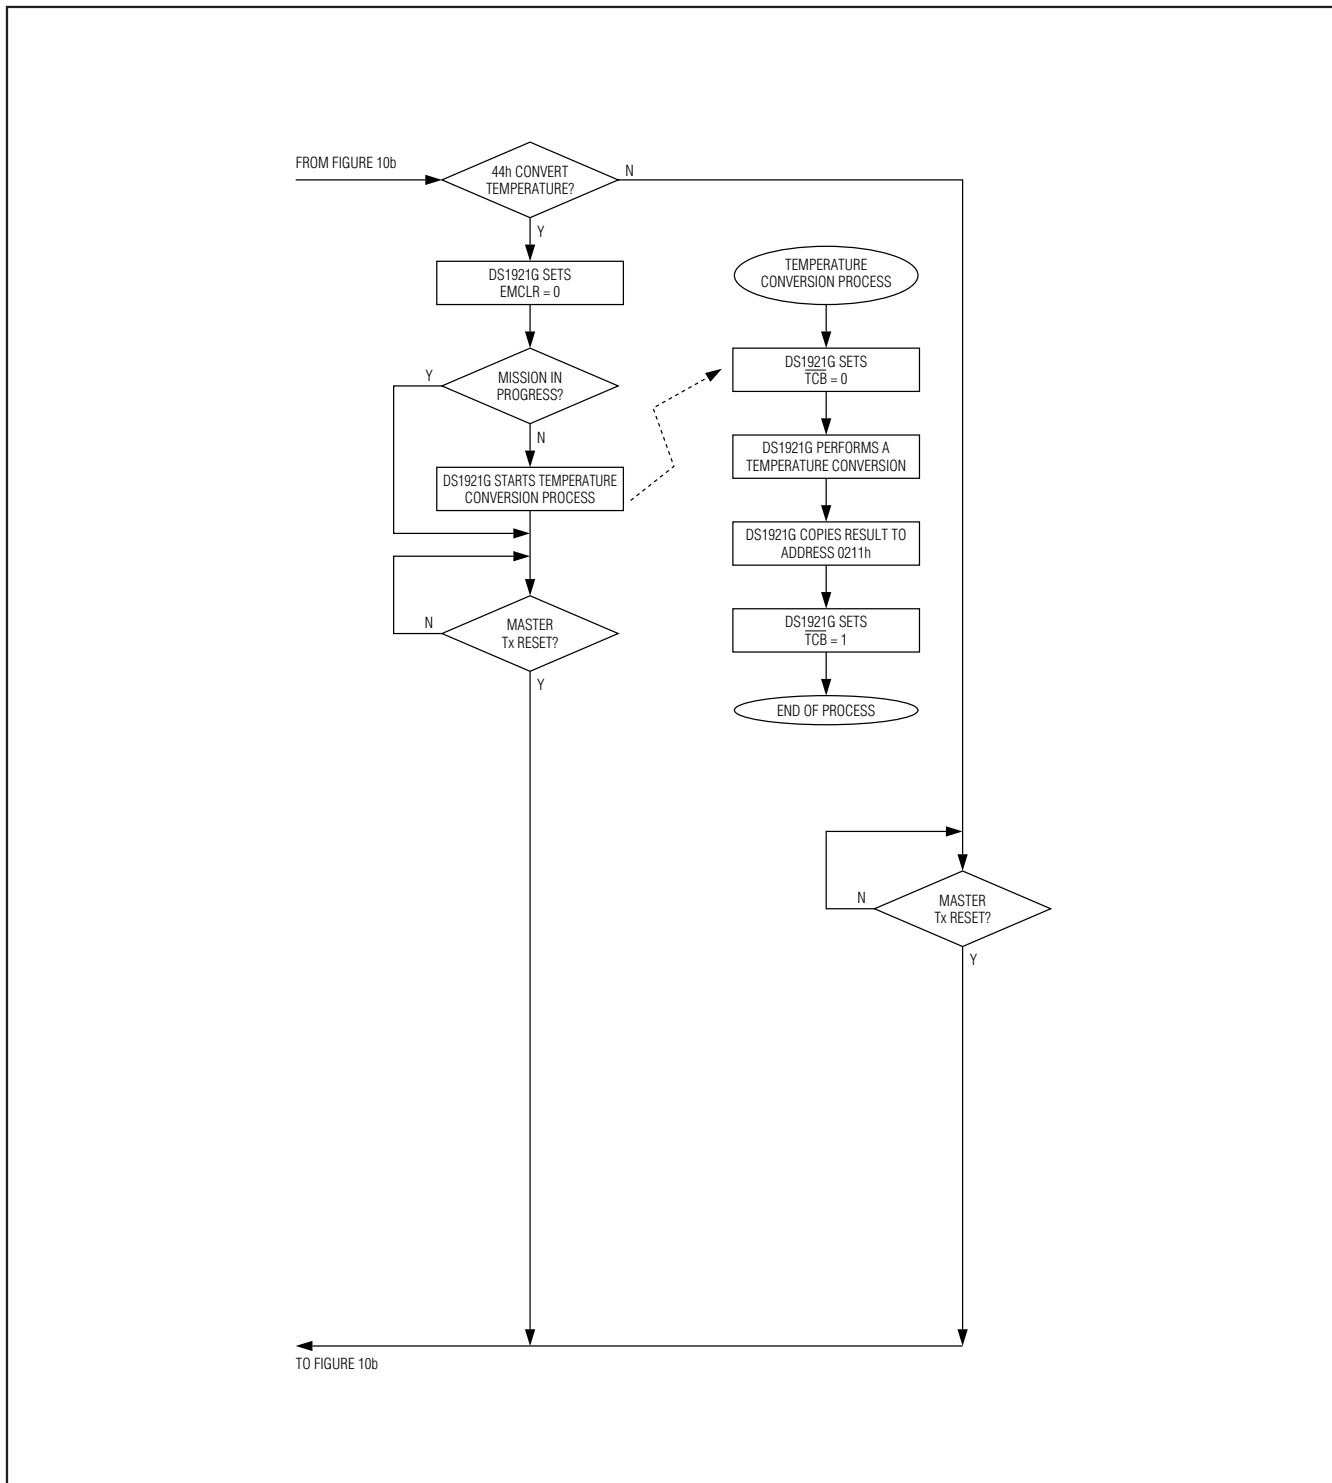 FROM FIGURE 10b
44h CONVERT
TEMPERATURE?
N
Y
DS1921G SETS
EMCLR = 0
MISSION IN
PROGRESS?
Y
N
DS1921G STARTS TEMPERATURE
CONVERSION PROCESS
MASTER
Tx RESET?
N
Y
TEMPERATURE
CONVERSION PROCESS
DS1921G SETS
T̅C̅B̅ = 0
DS1921G PERFORMS A
TEMPERATURE CONVERSION
DS1921G COPIES RESULT TO
ADDRESS 0211h
DS1921G SETS
T̅C̅B̅ = 1
END OF PROCESS
MASTER
Tx RESET?
N
Y
TO FIGURE 10b